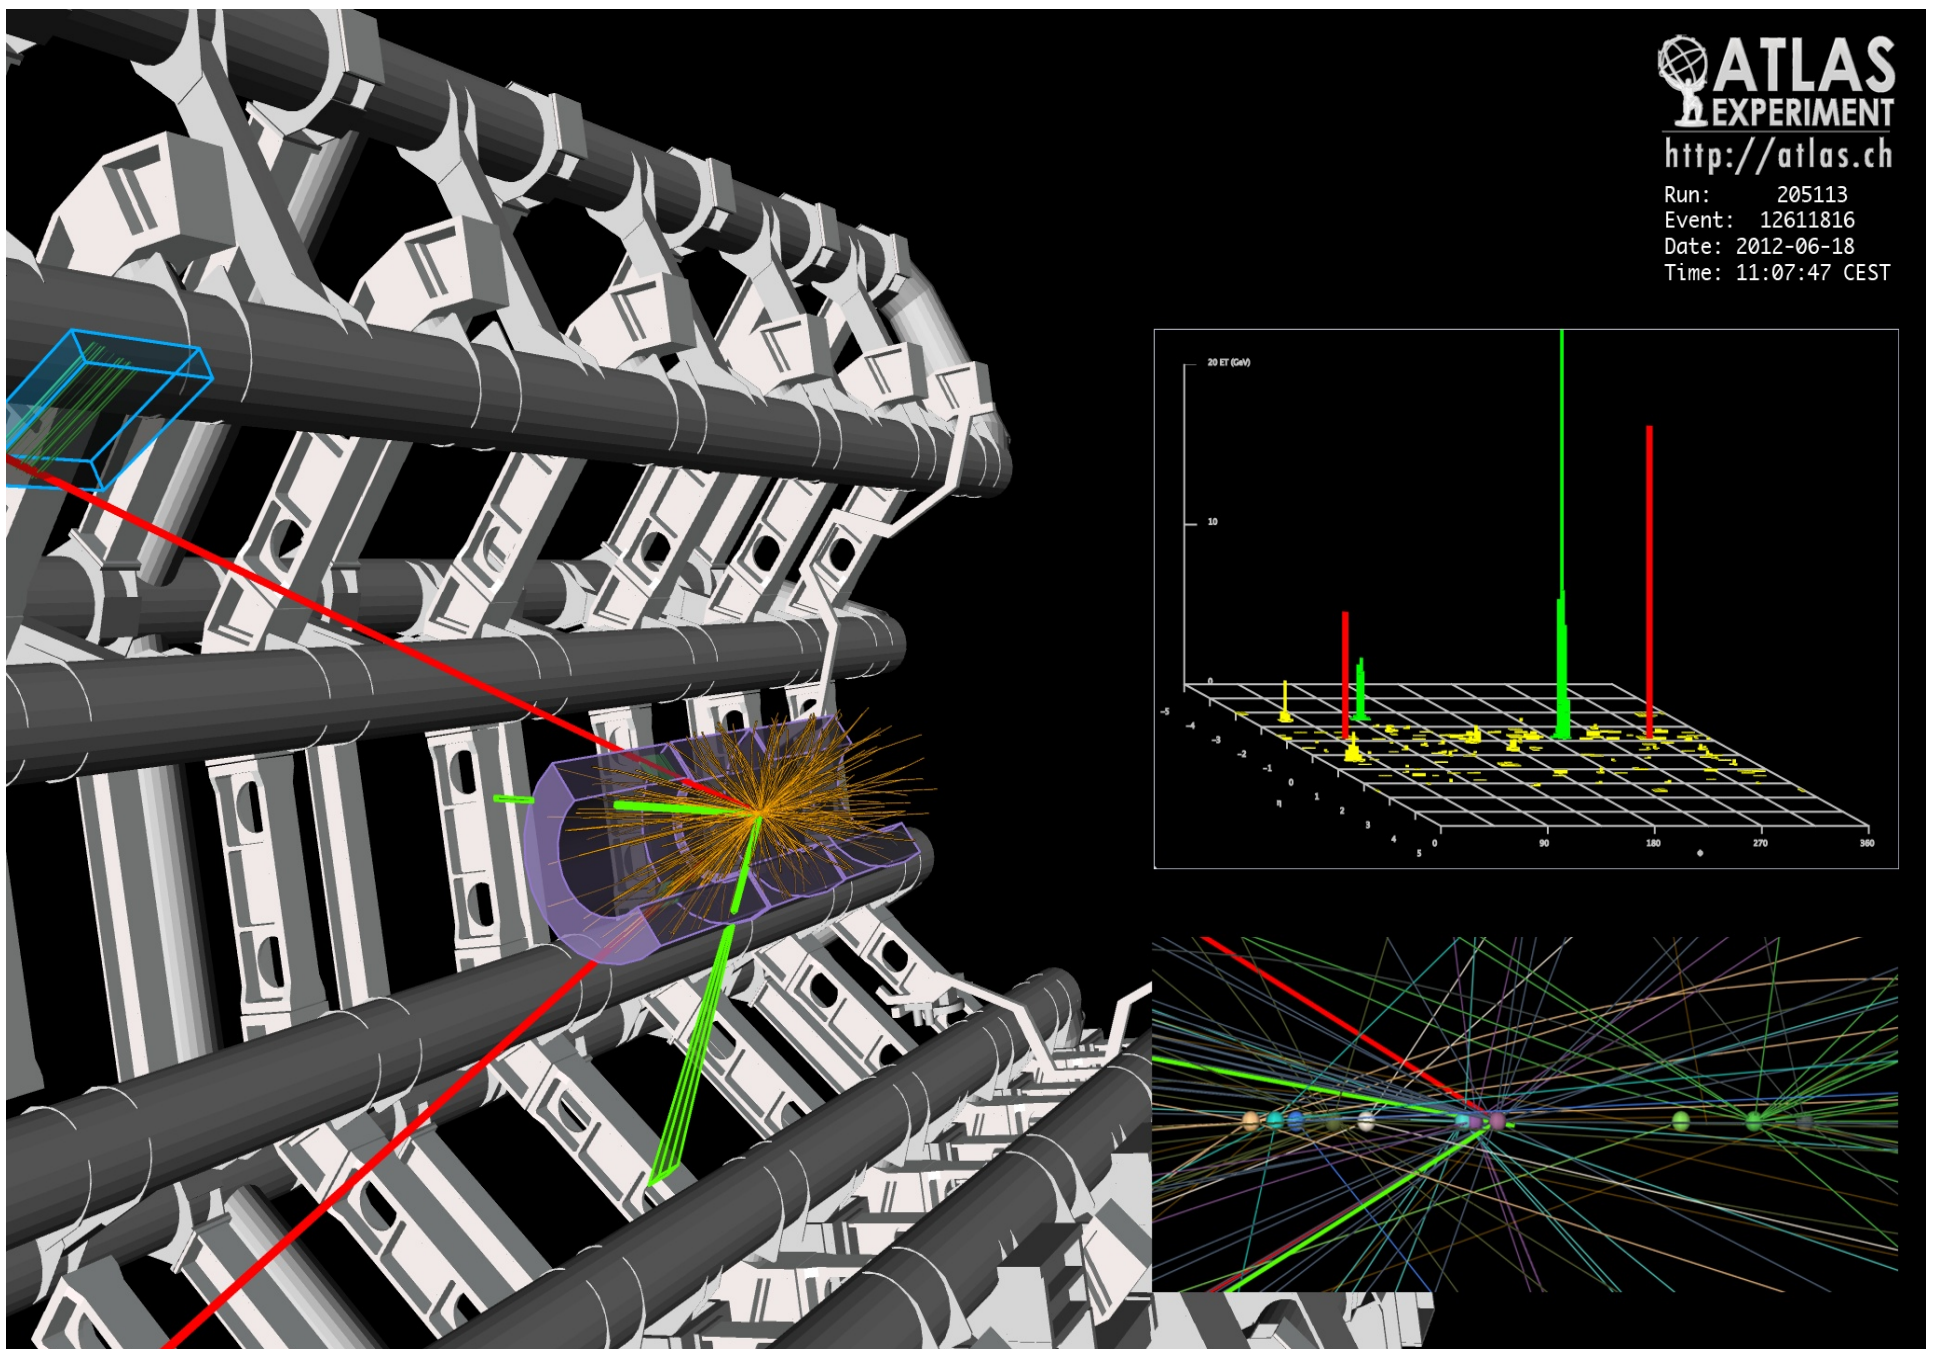 ATLAS
EXPERIMENT
http://atlas.ch
Run: 205113
Event: 12611816
Date: 2012-06-18
Time: 11:07:47 CEST
20 ET (GeV)
10
0
-5
-4
-3
-2
-1
0
η
1
2
3
4
5
0
90
180
270
360
Φ